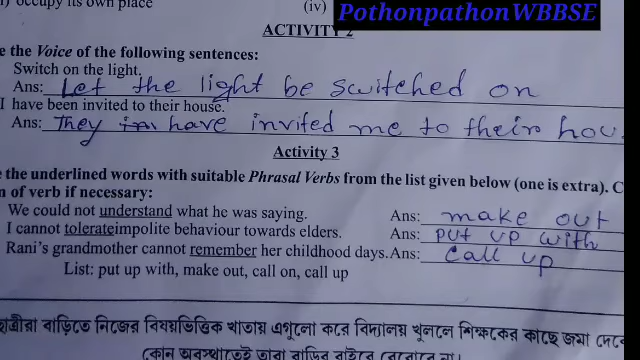 occupy its own place (iv) Pothonpathon WBBSE
ACTIVITY 2
e the Voice of the following sentences:
Switch on the light.
Ans: Let the light be switched on
I have been invited to their house.
Ans: They have invited me to their hou
Activity 3
e the underlined words with suitable Phrasal Verbs from the list given below (one is extra). C
n of verb if necessary:
We could not understand what he was saying. Ans: make out
I cannot tolerateimpolite behaviour towards elders. Ans: put up with
Rani's grandmother cannot remember her childhood days. Ans: Call up
List: put up with, make out, call on, call up
ছাত্রীরা বাড়িতে নিজের বিষয়ভিত্তিক খাতায় এগুলো করে বিদ্যালয় খুললে শিক্ষকের কাছে জমা দেবে
কোন অবস্থাতেই তারা বাড়ির বাইরে বেরোবে না।